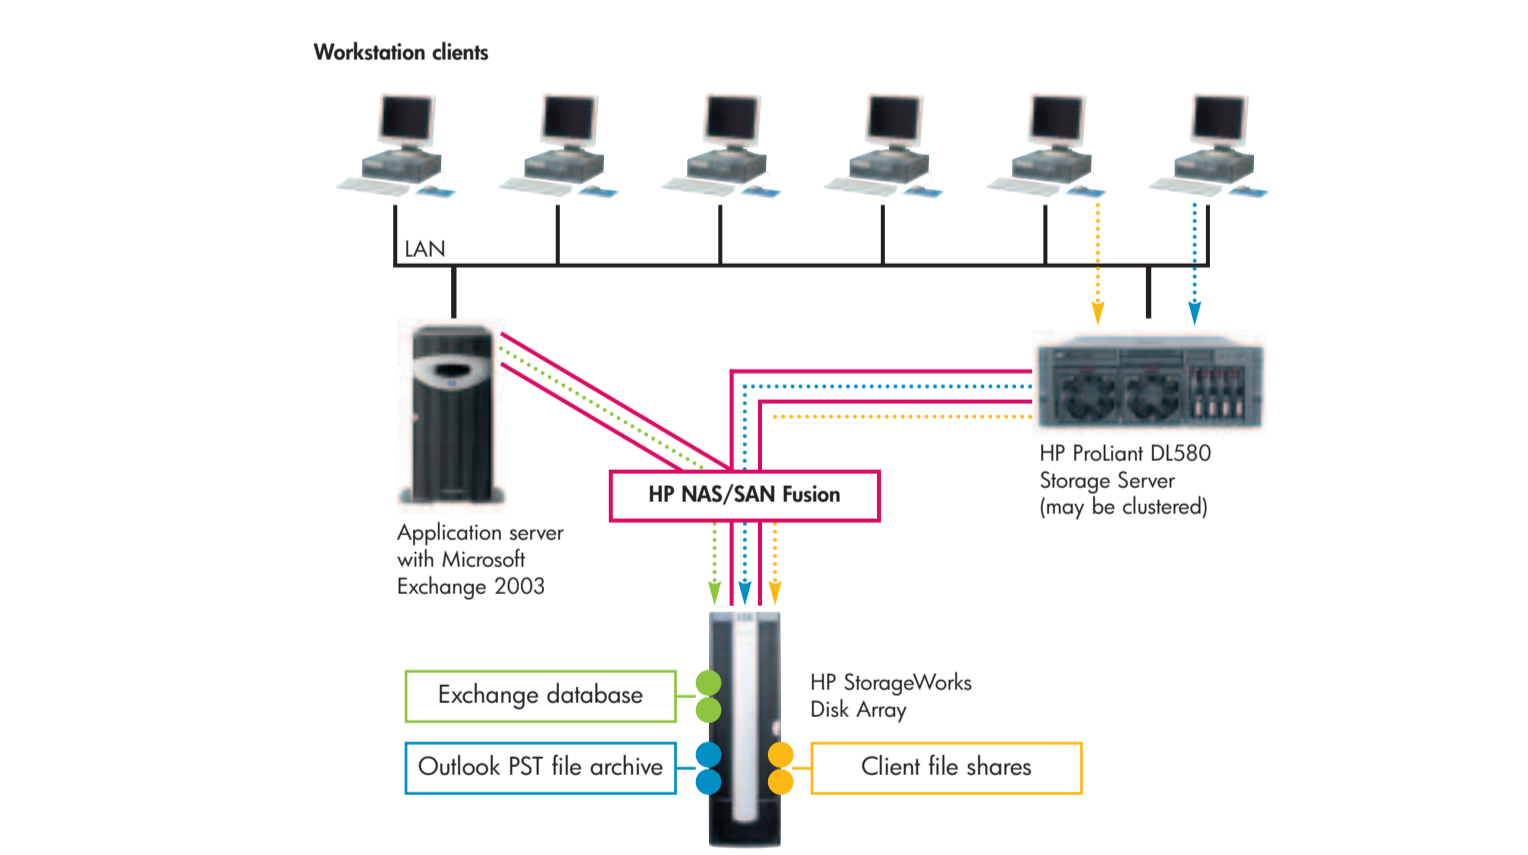 Workstation clients
LAN
HP ProLiant DL580
Storage Server
(may be clustered)
HP NAS/SAN Fusion
Application server
with Microsoft
Exchange 2003
Exchange database
HP StorageWorks
Disk Array
Outlook PST file archive
Client file shares